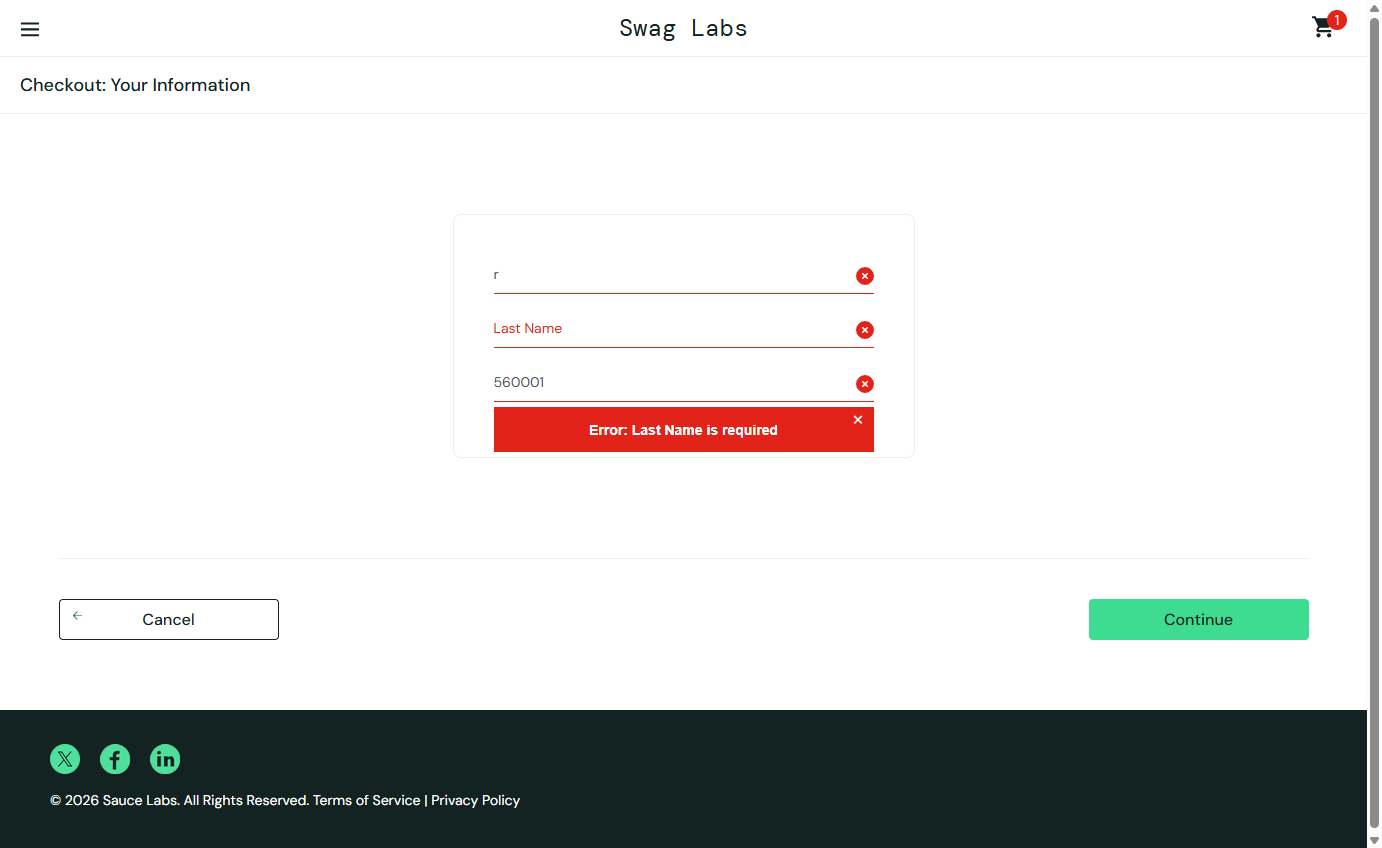 Swag Labs
1
Checkout: Your Information
r
Last Name
560001
Error: Last Name is required
Cancel
Continue
© 2026 Sauce Labs. All Rights Reserved. Terms of Service | Privacy Policy